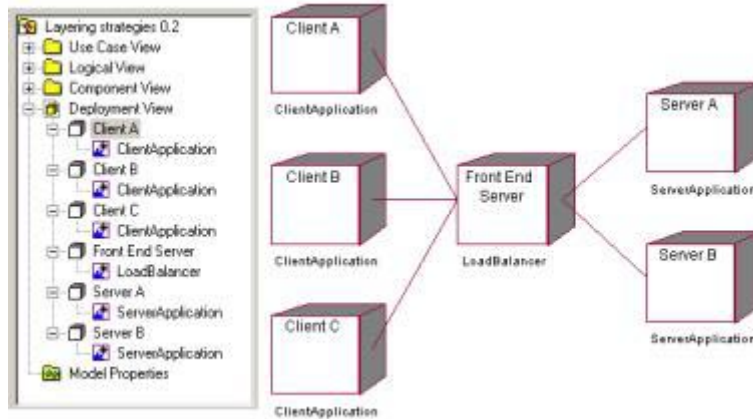 Layering strategies 0.2
Use Case View
Logical View
Component View
Deployment View
Client A
ClientApplication
Client B
ClientApplication
Client C
ClientApplication
Front End Server
LoadBalancer
Server A
ServerApplication
Server B
ServerApplication
Model Properties
Client A
ClientApplication
Client B
ClientApplication
Client C
ClientApplication
Front End
Server
LoadBalancer
Server A
ServerApplication
Server B
ServerApplication